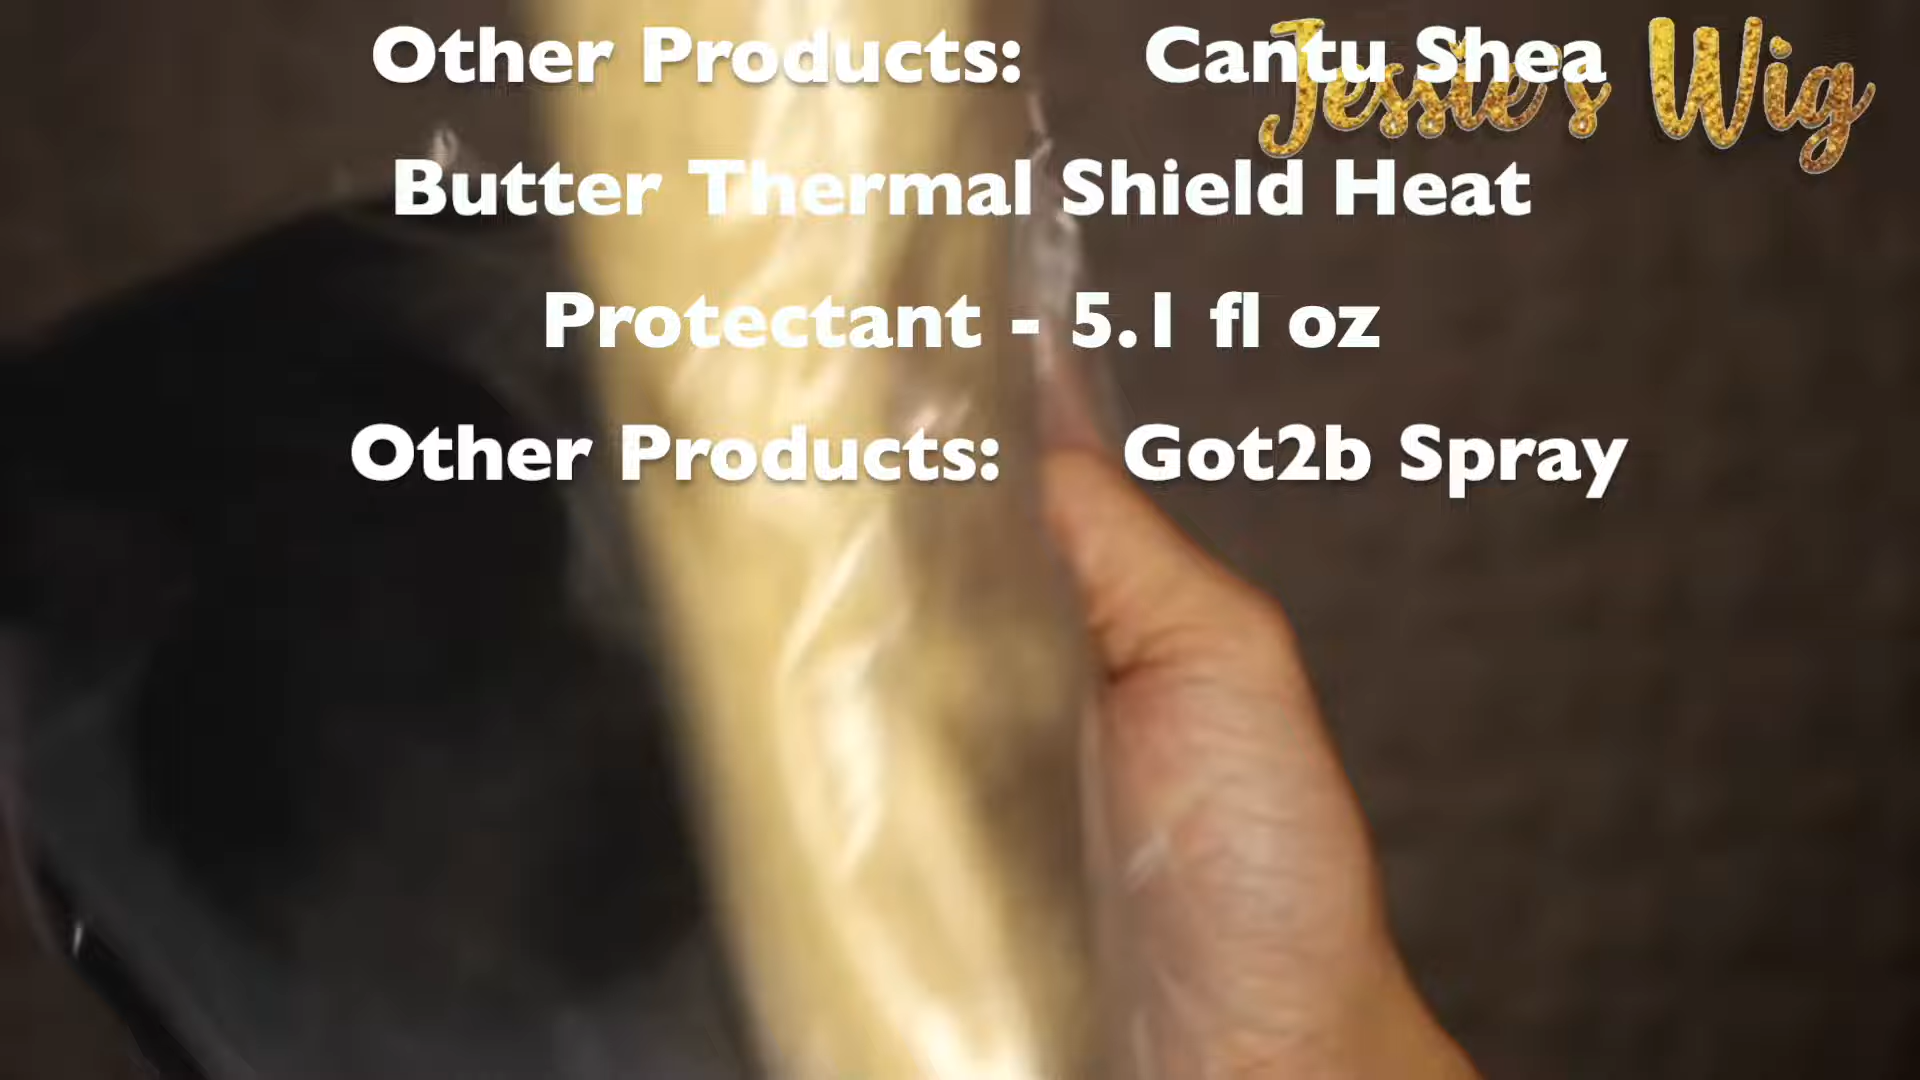 Other Products: Cantu Shea
Jessie's Wig
Butter Thermal Shield Heat
Protectant - 5.1 fl oz
Other Products: Got2b Spray